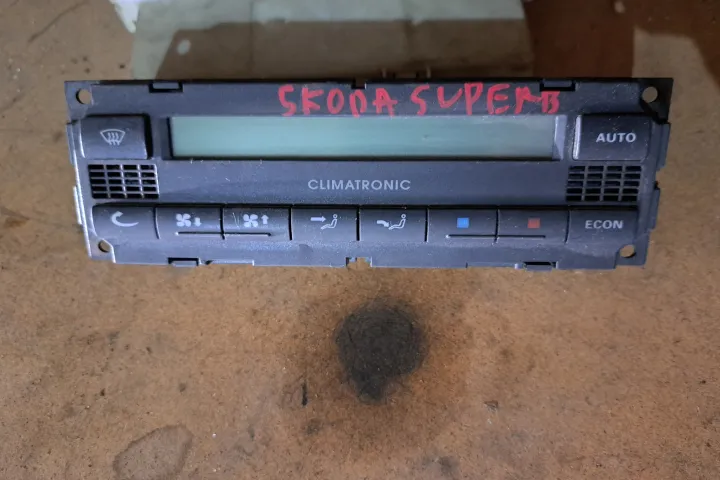 SKODA SUPERB
AUTO
CLIMATRONIC
ECON